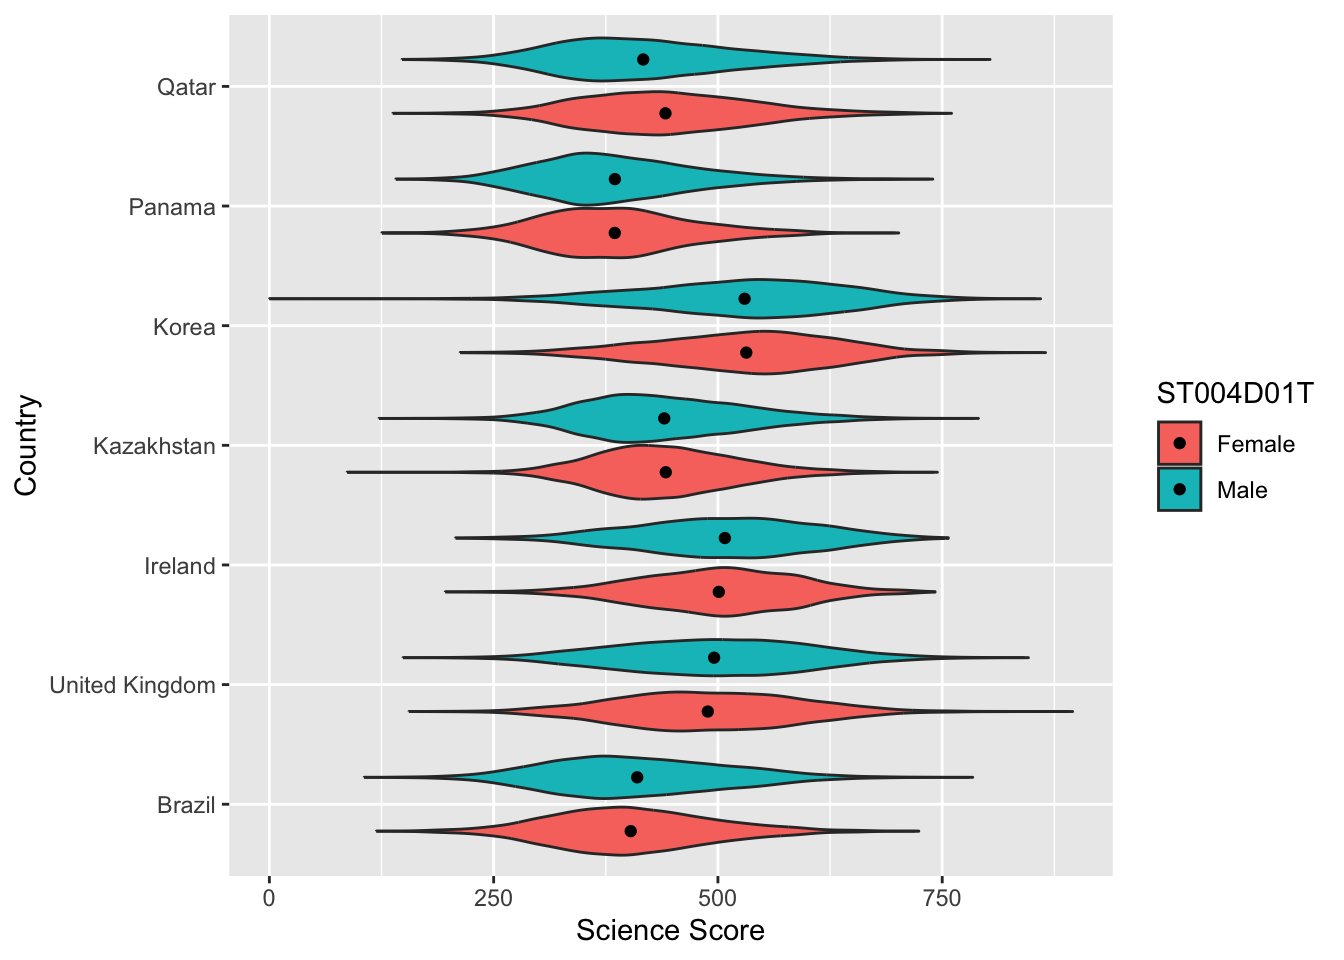 Qatar
Panama
Korea
Kazakhstan
Ireland
United Kingdom
Brazil
Country
0 250 500 750
Science Score
ST004D01T
Female
Male